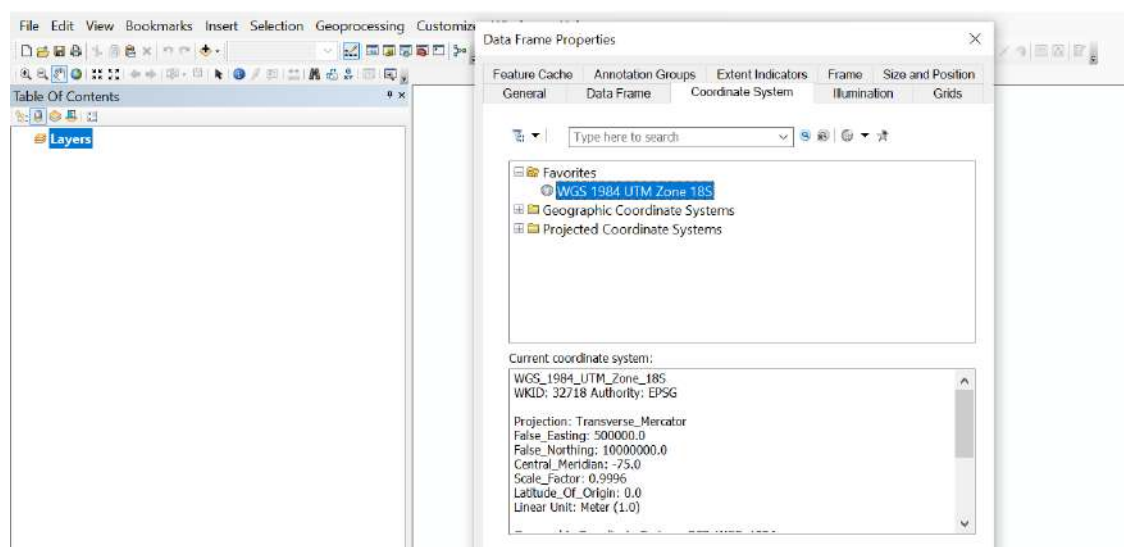 File Edit View Bookmarks Insert Selection Geoprocessing Customize
Data Frame Properties
Feature Cache Annotation Groups Extent Indicators Frame Size and Position
General Data Frame Coordinate System Illumination Grids
Table Of Contents
Layers
Type here to search
Favorites
WGS 1984 UTM Zone 18S
Geographic Coordinate Systems
Projected Coordinate Systems
Current coordinate system:
WGS_1984_UTM_Zone_18S
WKID: 32718 Authority: EPSG
Projection: Transverse_Mercator
False_Easting: 500000.0
False_Northing: 10000000.0
Central_Meridian: -75.0
Scale_Factor: 0.9996
Latitude_Of_Origin: 0.0
Linear Unit: Meter (1.0)